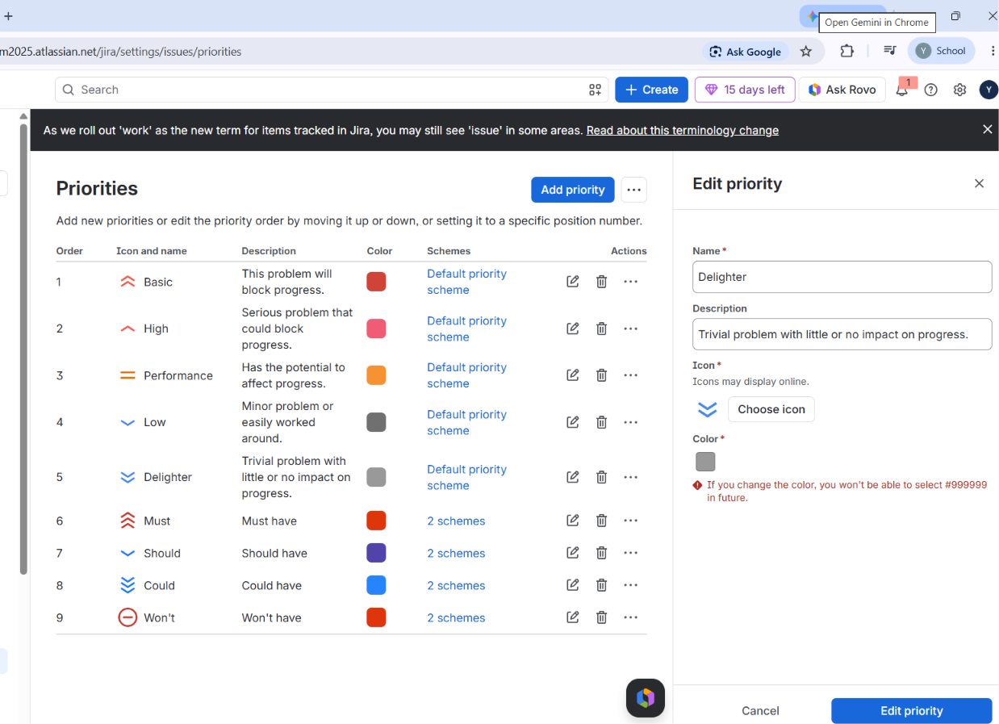 Open Gemini in Chrome
m2025.atlassian.net/jira/settings/issues/priorities
Ask Google
Y
School
Search
Create
15 days left
Ask Rovo
1
Y
As we roll out 'work' as the new term for items tracked in Jira, you may still see 'issue' in some areas. Read about this terminology change
Priorities
Add priority
Add new priorities or edit the priority order by moving it up or down, or setting it to a specific position number.
Order Icon and name Description Color Schemes Actions
1 Basic This problem will
block progress. Default priority
scheme
2 High Serious problem that
could block
progress. Default priority
scheme
3 Performance Has the potential to
affect progress. Default priority
scheme
4 Low Minor problem or
easily worked
around. Default priority
scheme
5 Delighter Trivial problem with
little or no impact on
progress. Default priority
scheme
6 Must Must have 2 schemes
7 Should Should have 2 schemes
8 Could Could have 2 schemes
9 Won't Won't have 2 schemes
Edit priority
Name*
Delighter
Description
Trivial problem with little or no impact on progress.
Icon*
Icons may display online.
Choose icon
Color*
If you change the color, you won't be able to select #999999
in future.
Cancel
Edit priority